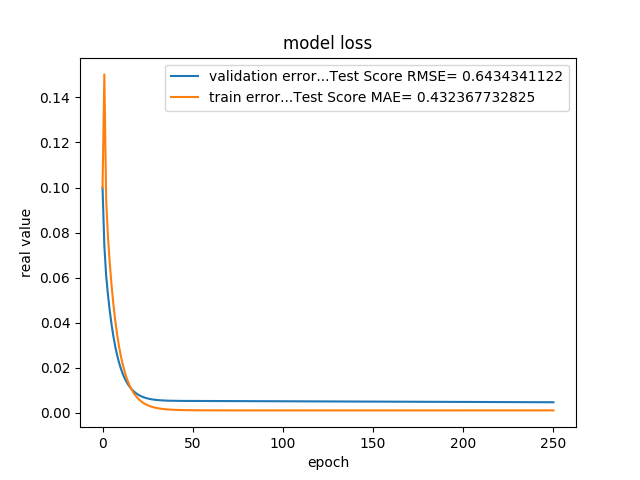 model loss
validation error...Test Score RMSE= 0.6434341122
train error...Test Score MAE= 0.432367732825
real value
0.14
0.12
0.10
0.08
0.06
0.04
0.02
0.00
0 50 100 150 200 250
epoch